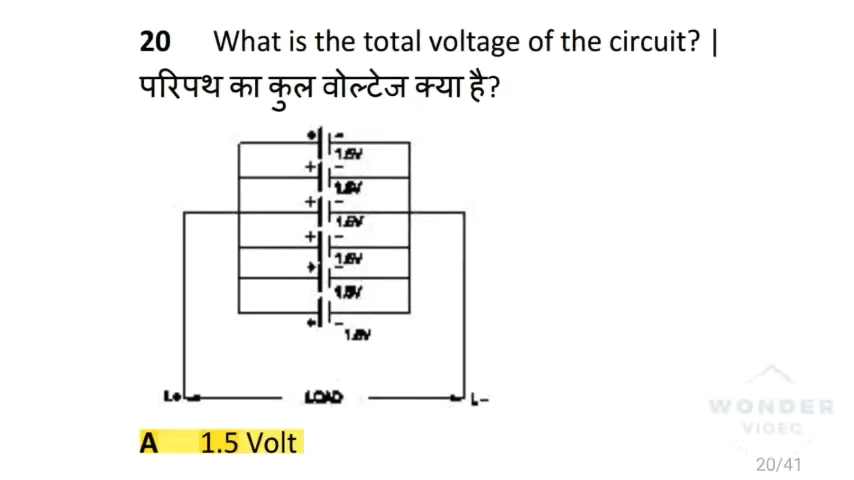 20 What is the total voltage of the circuit? |
परिपथ का कुल वोल्टेज क्या है?
+ -
1.5V
+ -
1.5V
+ -
1.5V
+ -
1.5V
+ -
1.5V
+ -
1.5V
L+ LOAD L-
A 1.5 Volt
WONDER
VIDEO
20/41